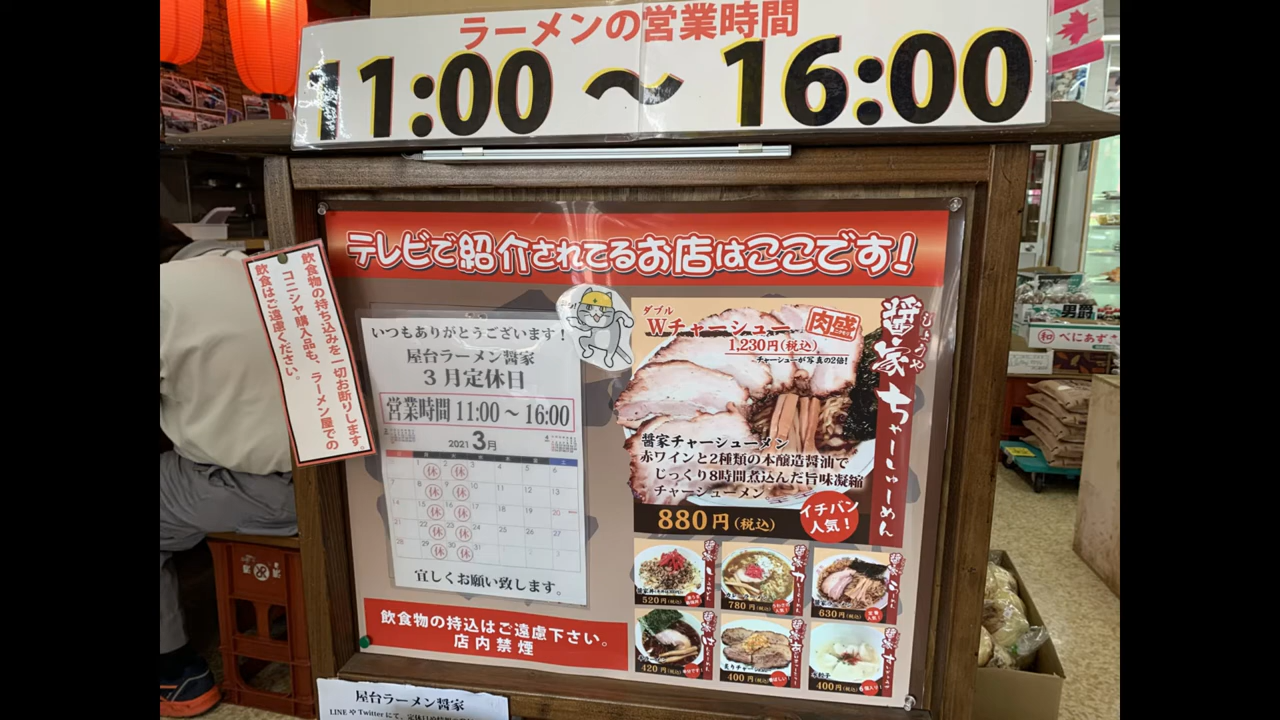 ラーメンの営業時間
11:00～16:00
テレビで紹介されてるお店はここです!
飲食物の持ち込みを一切お断りします。
コニシヤ購入品も、ラーメン屋での
飲食はご遠慮ください。
いつもありがとうございます!
屋台ラーメン醤家
3月定休日
営業時間 11:00～16:00
2021 3月
休 休
休 休
休 休
休 休
休 休
宜しくお願い致します。
飲食物の持込はご遠慮下さい。
店内禁煙
ダブル
Wチャーシュー
肉盛
1,230円(税込)
チャーシューが写真の2倍!
しょうや
醤家ちゃーしゅーめん
醤家チャーシューメン
赤ワインと2種類の本醸造醤油で
じっくり8時間煮込んだ旨味凝縮
チャーシューメン
880円(税込)
イチバン
人気!
520円(税込)
780円(税込)
630円(税込)
420円(税込)
400円(税込)
400円(税込)
屋台ラーメン醤家
男爵
べにあずま